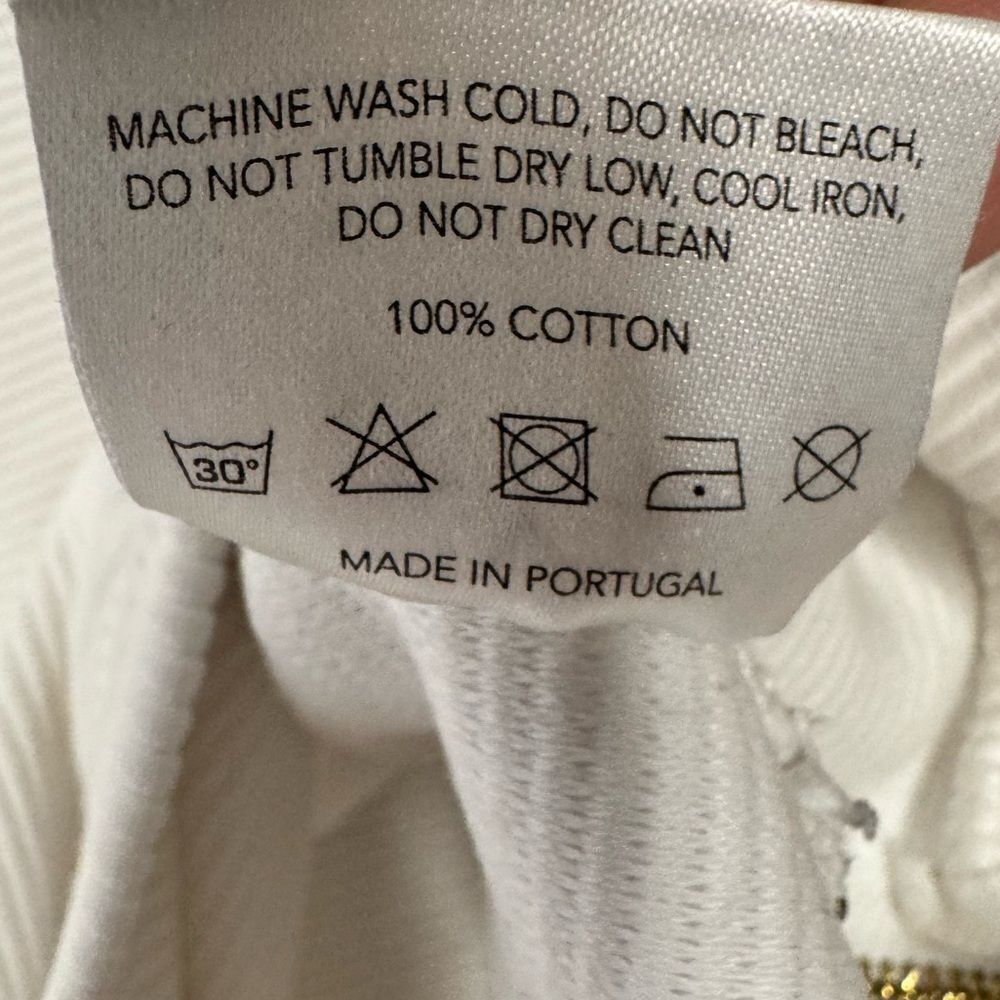 MACHINE WASH COLD, DO NOT BLEACH,
DO NOT TUMBLE DRY LOW, COOL IRON,
DO NOT DRY CLEAN
100% COTTON
30°
MADE IN PORTUGAL